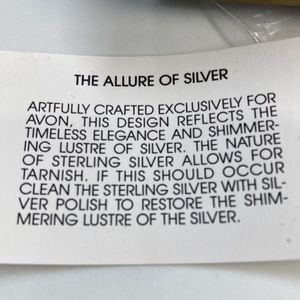 THE ALLURE OF SILVER
ARTFULLY CRAFTED EXCLUSIVELY FOR
AVON, THIS DESIGN REFLECTS THE
TIMELESS ELEGANCE AND SHIMMER-
ING LUSTRE OF SILVER. THE NATURE
OF STERLING SILVER ALLOWS FOR
TARNISH. IF THIS SHOULD OCCUR
CLEAN THE STERLING SILVER WITH SIL-
VER POLISH TO RESTORE THE SHIM-
MERING LUSTRE OF THE SILVER.